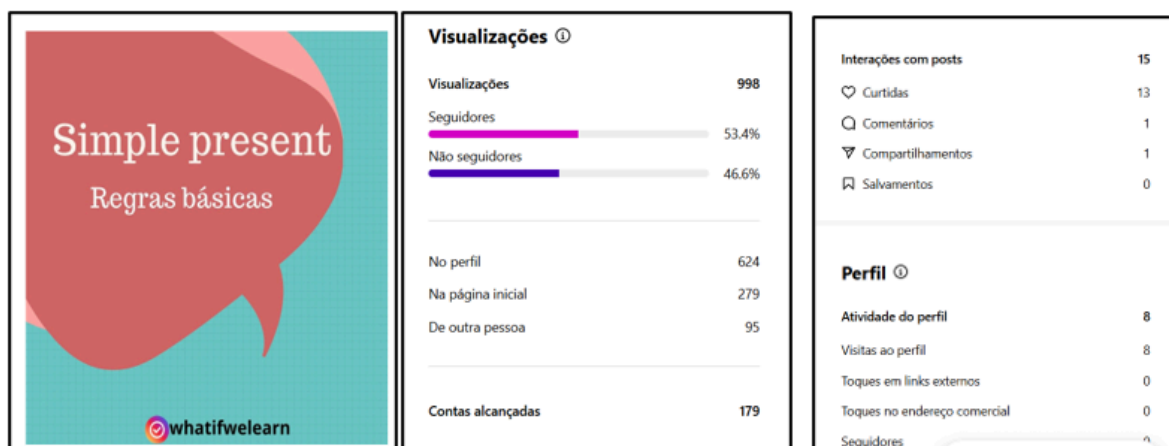 Simple present
Regras básicas
whatifwelearn
Visualizações
Visualizações 998
Seguidores
53.4%
Não seguidores
46.6%
No perfil 624
Na página inicial 279
De outra pessoa 95
Contas alcançadas 179
Interações com posts 15
Curtidas 13
Comentários 1
Compartilhamentos 1
Salvamentos 0
Perfil
Atividade do perfil 8
Visitas ao perfil 8
Toques em links externos 0
Toques no endereço comercial 0
Seguidores